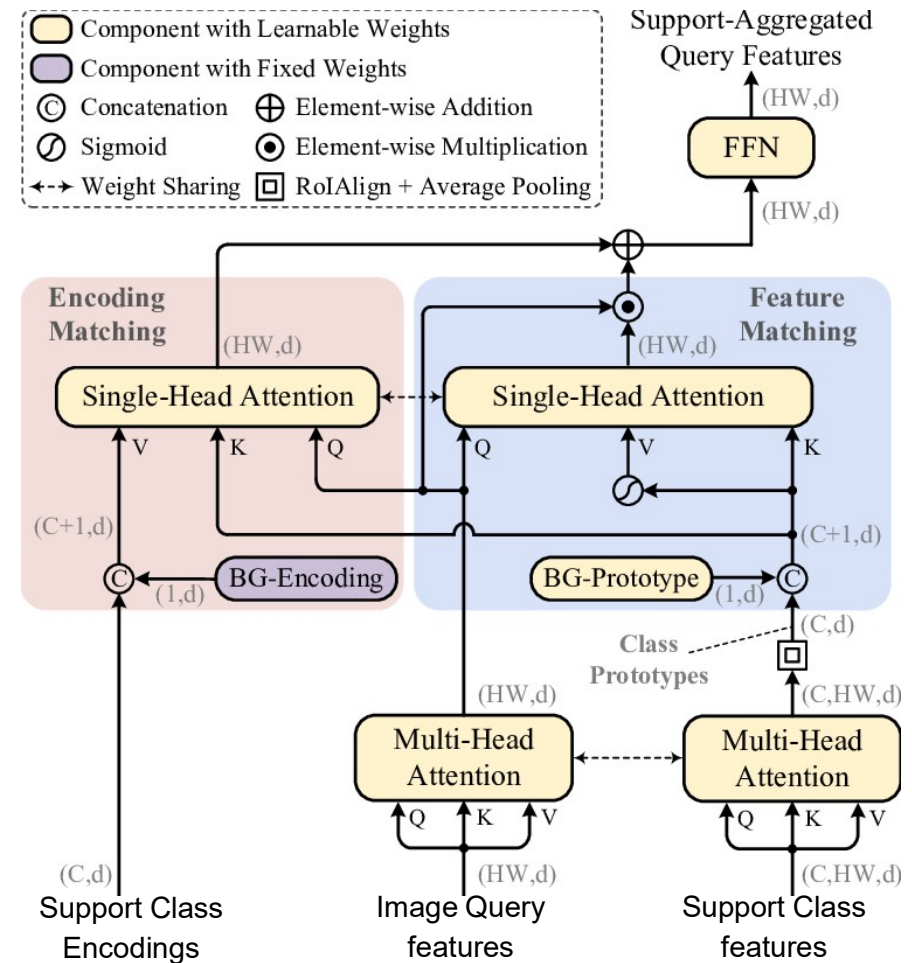 Component with Learnable Weights
Component with Fixed Weights
C Concatenation
Element-wise Addition
Sigmoid
Element-wise Multiplication
Weight Sharing
RoIAlign + Average Pooling
Support-Aggregated
Query Features
(HW,d)
FFN
(HW,d)
Encoding
Matching
Feature
Matching
(HW,d)
(HW,d)
Single-Head Attention
Single-Head Attention
V
K
Q
Q
V
K
(C+1,d)
(C+1,d)
C
BG-Encoding
(1,d)
BG-Prototype
(1,d)
C
(C,d)
Class
Prototypes
(HW,d)
(C,HW,d)
Multi-Head
Attention
Multi-Head
Attention
Q
K
V
Q
K
V
(C,d)
(HW,d)
(C,HW,d)
Support Class
Encodings
Image Query
features
Support Class
features